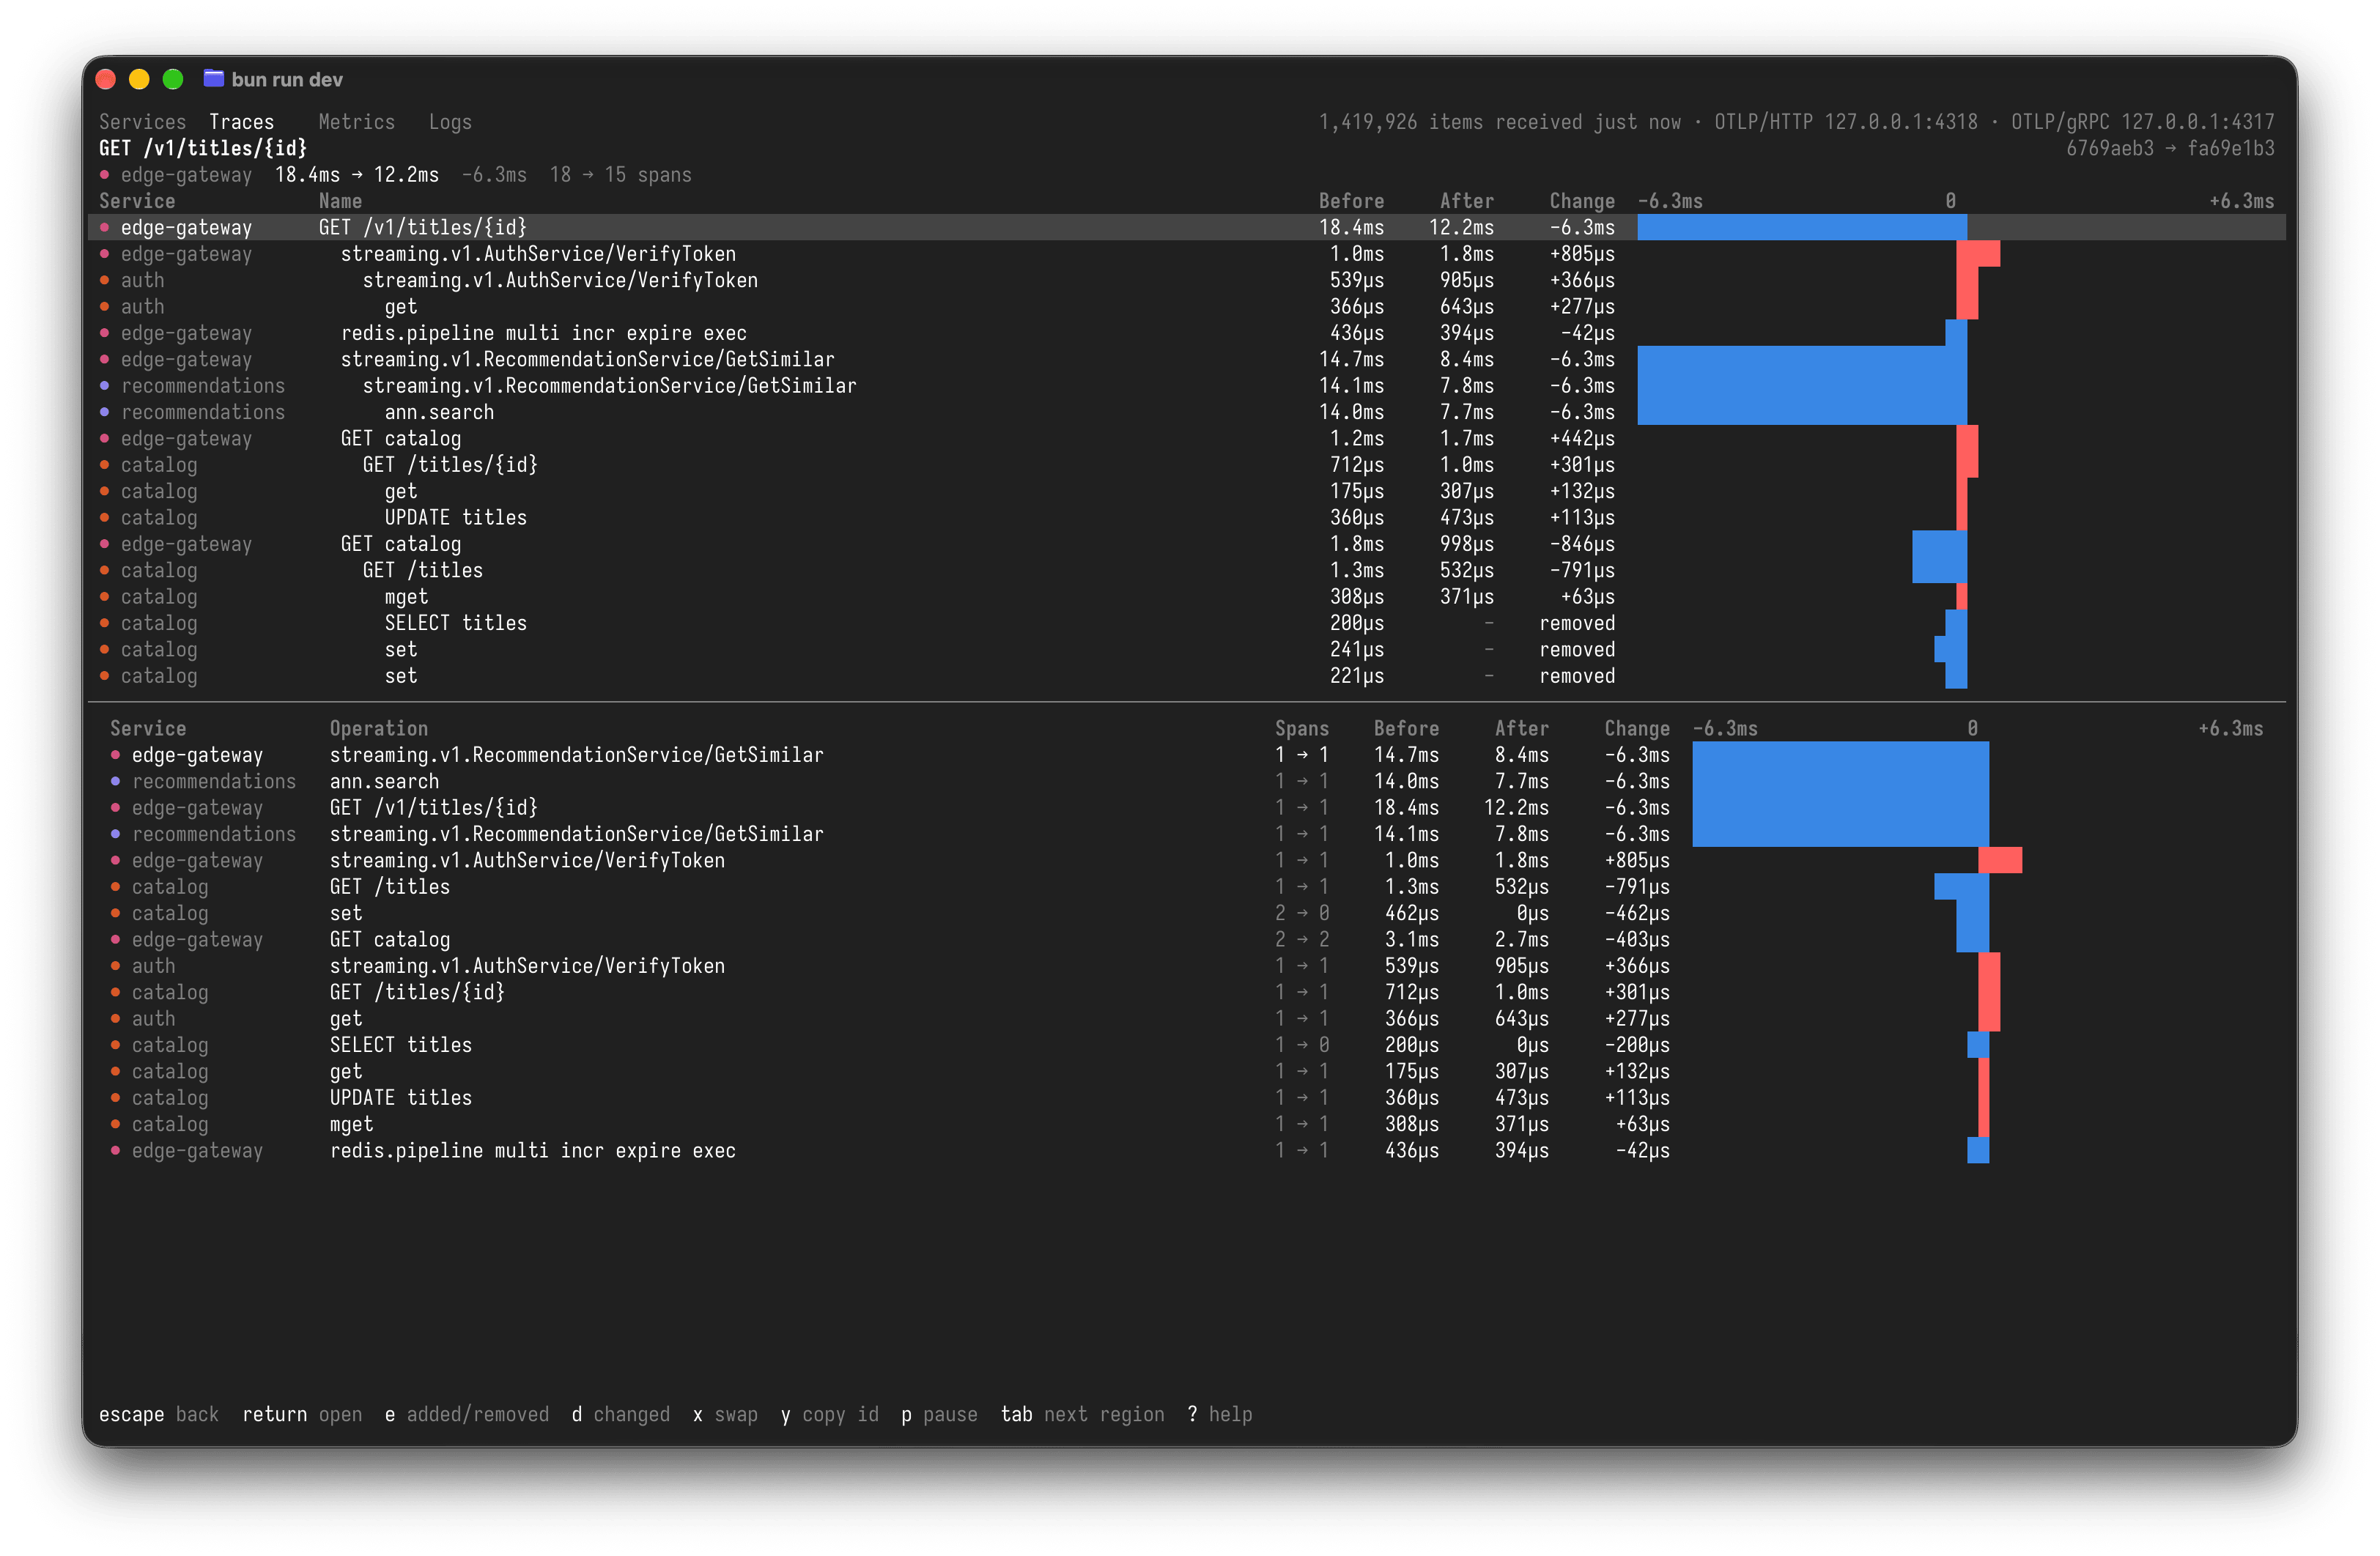 bun run dev
Services Traces Metrics Logs 1,419,926 items received just now · OTLP/HTTP 127.0.0.1:4318 · OTLP/gRPC 127.0.0.1:4317
GET /v1/titles/{id} 6769aeb3 → fa69e1b3
edge-gateway 18.4ms → 12.2ms -6.3ms 18 → 15 spans
Service Name Before After Change -6.3ms 0 +6.3ms
edge-gateway GET /v1/titles/{id} 18.4ms 12.2ms -6.3ms
edge-gateway streaming.v1.AuthService/VerifyToken 1.0ms 1.8ms +805µs
auth streaming.v1.AuthService/VerifyToken 539µs 905µs +366µs
auth get 366µs 643µs +277µs
edge-gateway redis.pipeline multi incr expire exec 436µs 394µs -42µs
edge-gateway streaming.v1.RecommendationService/GetSimilar 14.7ms 8.4ms -6.3ms
recommendations streaming.v1.RecommendationService/GetSimilar 14.1ms 7.8ms -6.3ms
recommendations ann.search 14.0ms 7.7ms -6.3ms
edge-gateway GET catalog 1.2ms 1.7ms +442µs
catalog GET /titles/{id} 712µs 1.0ms +301µs
catalog get 175µs 307µs +132µs
catalog UPDATE titles 360µs 473µs +113µs
edge-gateway GET catalog 1.8ms 998µs -846µs
catalog GET /titles 1.3ms 532µs -791µs
catalog mget 308µs 371µs +63µs
catalog SELECT titles 200µs - removed
catalog set 241µs - removed
catalog set 221µs - removed
Service Operation Spans Before After Change -6.3ms 0 +6.3ms
edge-gateway streaming.v1.RecommendationService/GetSimilar 1 → 1 14.7ms 8.4ms -6.3ms
recommendations ann.search 1 → 1 14.0ms 7.7ms -6.3ms
edge-gateway GET /v1/titles/{id} 1 → 1 18.4ms 12.2ms -6.3ms
recommendations streaming.v1.RecommendationService/GetSimilar 1 → 1 14.1ms 7.8ms -6.3ms
edge-gateway streaming.v1.AuthService/VerifyToken 1 → 1 1.0ms 1.8ms +805µs
catalog GET /titles 1 → 1 1.3ms 532µs -791µs
catalog set 2 → 0 462µs 0µs -462µs
edge-gateway GET catalog 2 → 2 3.1ms 2.7ms -403µs
auth streaming.v1.AuthService/VerifyToken 1 → 1 539µs 905µs +366µs
catalog GET /titles/{id} 1 → 1 712µs 1.0ms +301µs
auth get 1 → 1 366µs 643µs +277µs
catalog SELECT titles 1 → 0 200µs 0µs -200µs
catalog get 1 → 1 175µs 307µs +132µs
catalog UPDATE titles 1 → 1 360µs 473µs +113µs
catalog mget 1 → 1 308µs 371µs +63µs
edge-gateway redis.pipeline multi incr expire exec 1 → 1 436µs 394µs -42µs
escape back return open e added/removed d changed x swap y copy id p pause tab next region ? help